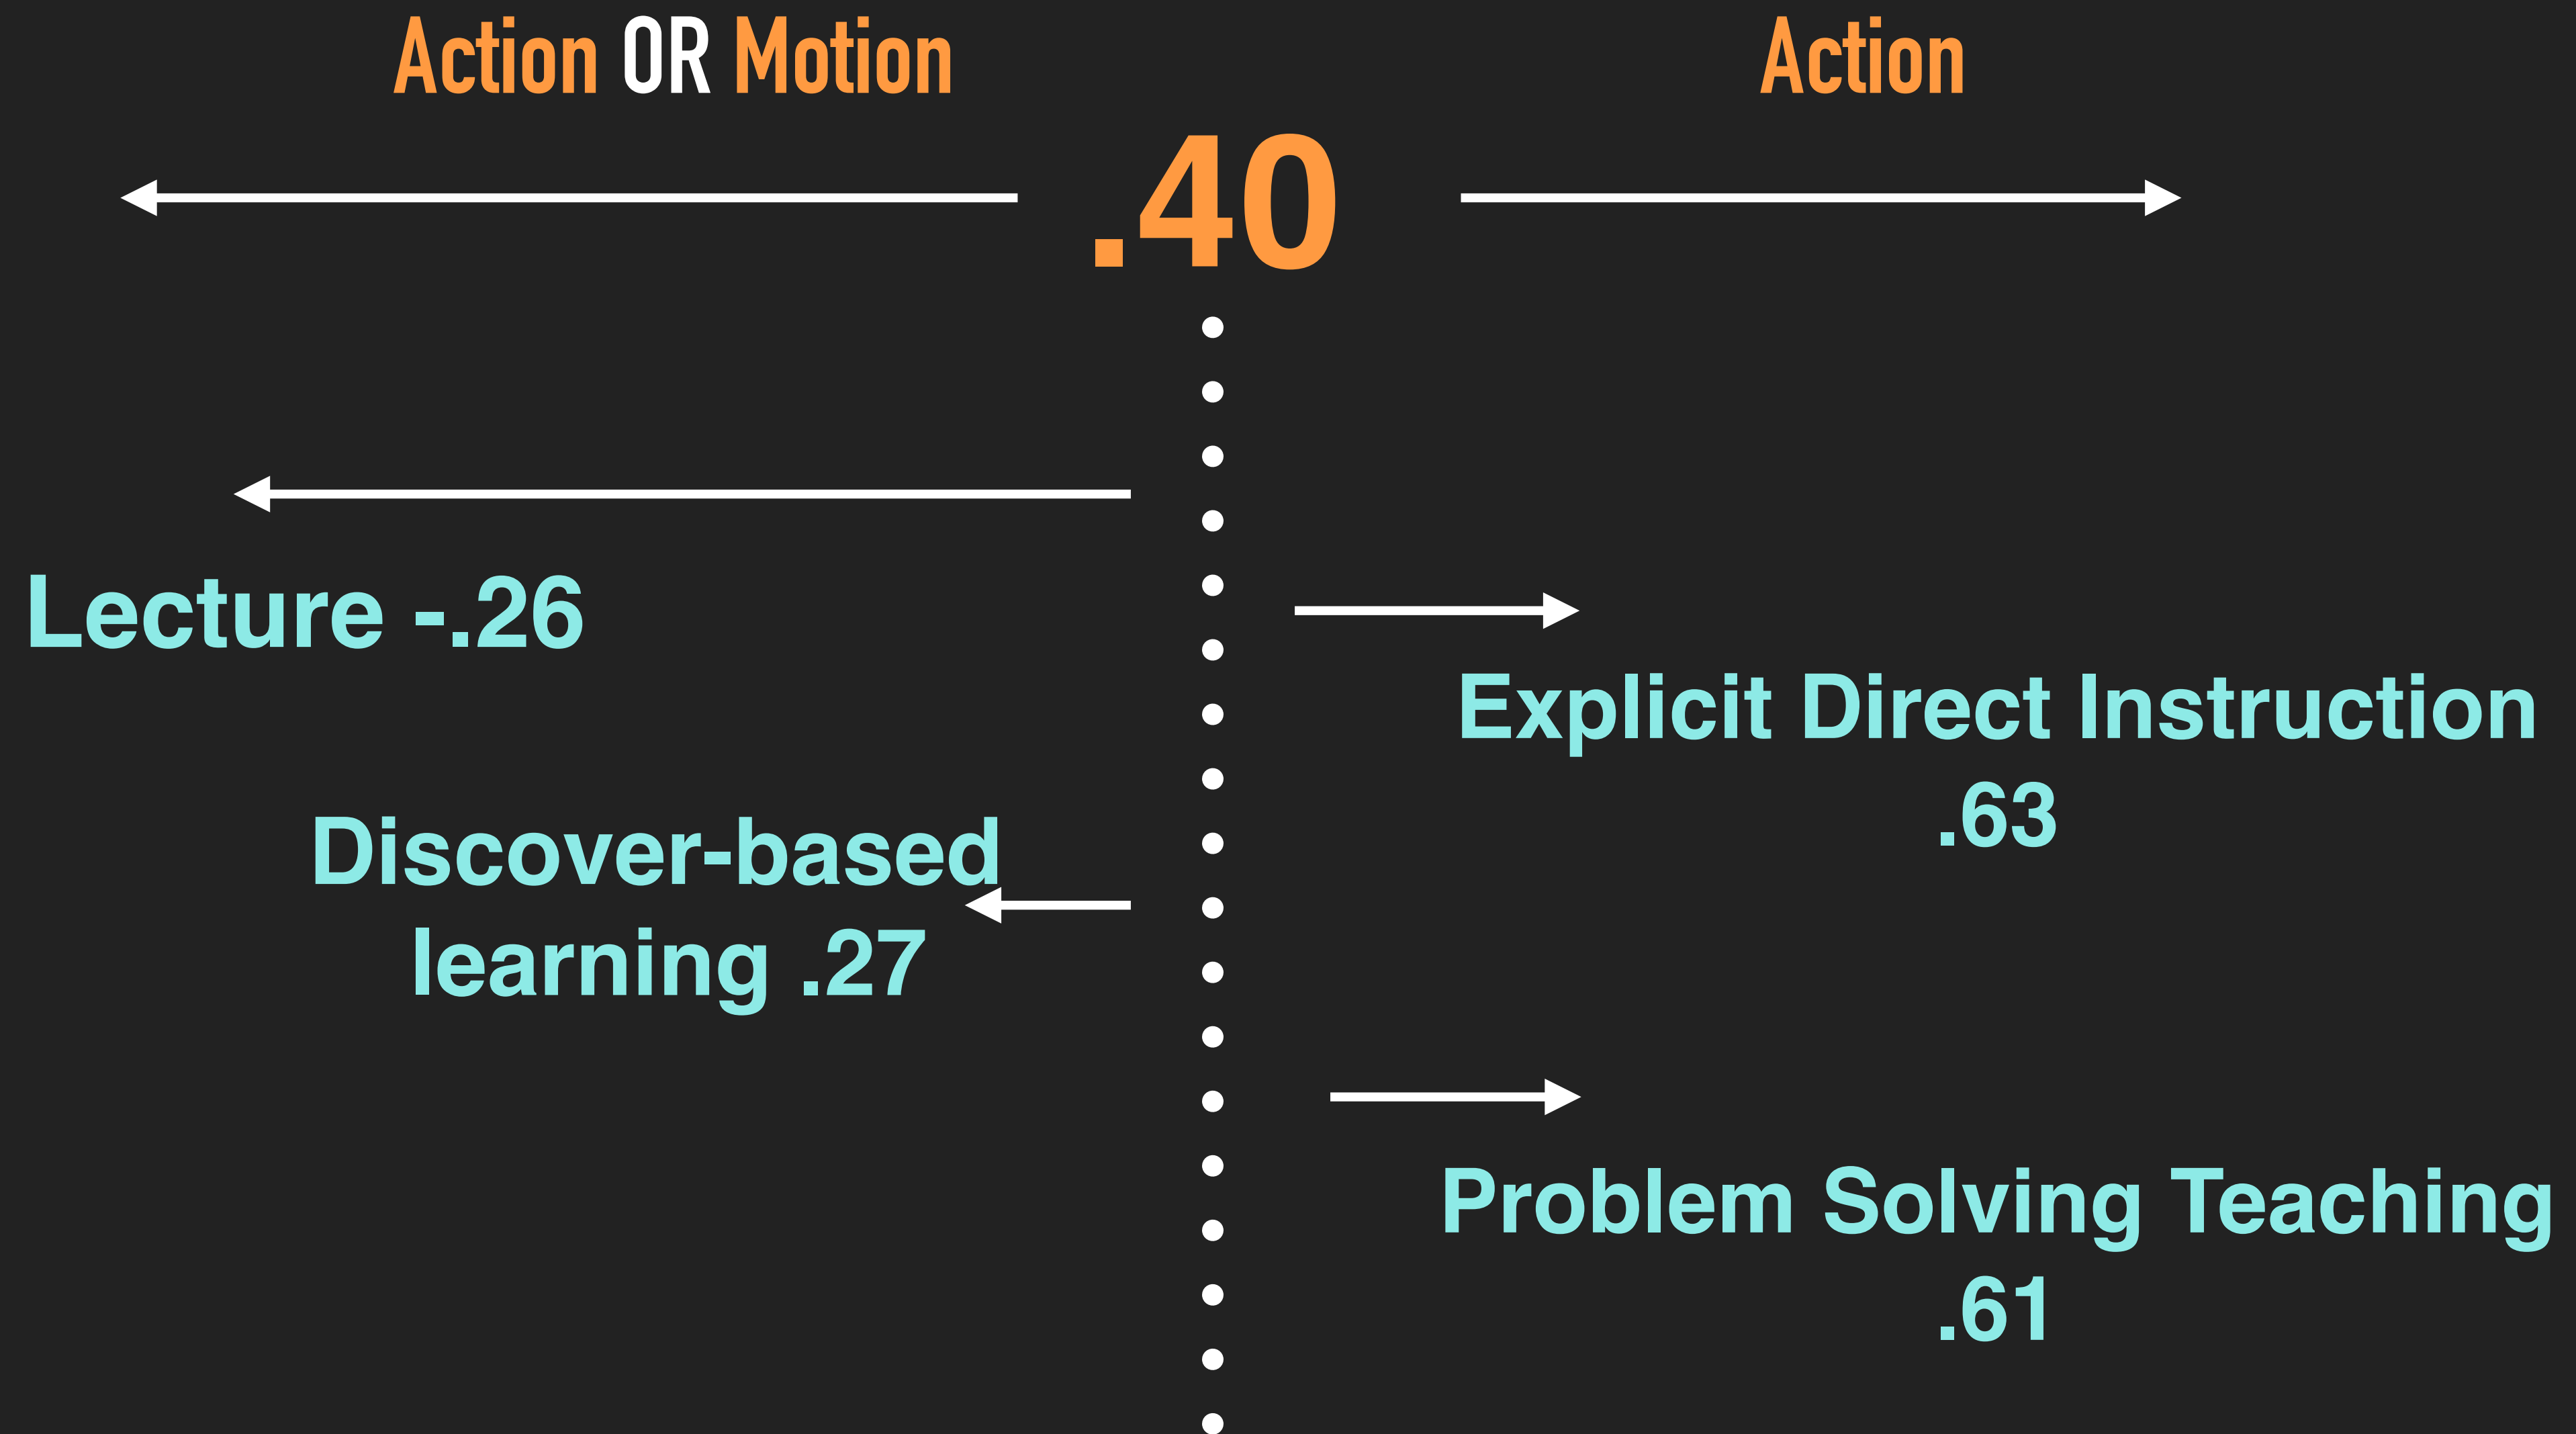 Action OR Motion
Action
.40
Lecture -.26
Explicit Direct Instruction
.63
Discover-based
learning .27
Problem Solving Teaching
.61